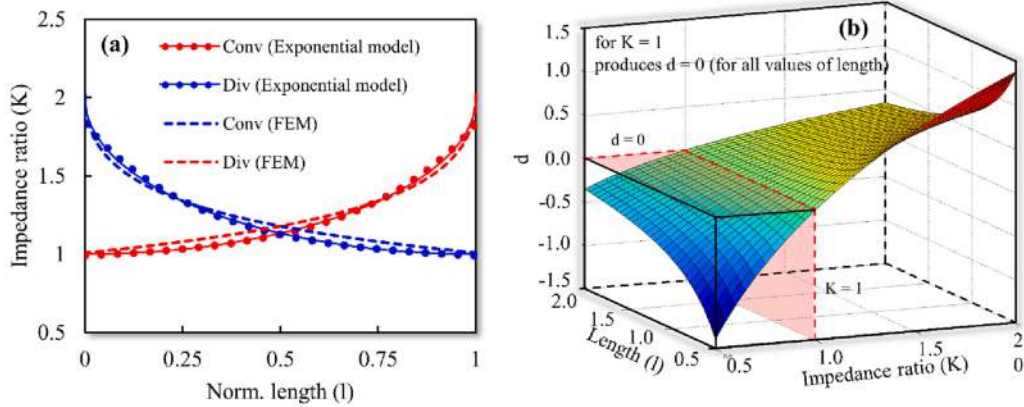 2.5
2
1.5
1
0.5
Impedance ratio (K)
(a)
Conv (Exponential model)
Div (Exponential model)
Conv (FEM)
Div (FEM)
0 0.25 0.5 0.75 1
Norm. length (l)
(b)
for K = 1
produces d = 0 (for all values of length)
d = 0
K = 1
1.5
1.0
0.5
0.0
-0.5
-1.0
-1.5
d
2.0
1.5
1.0
0.5
Length (l)
0.5 1.0 1.5 2
0
Impedance ratio (K)